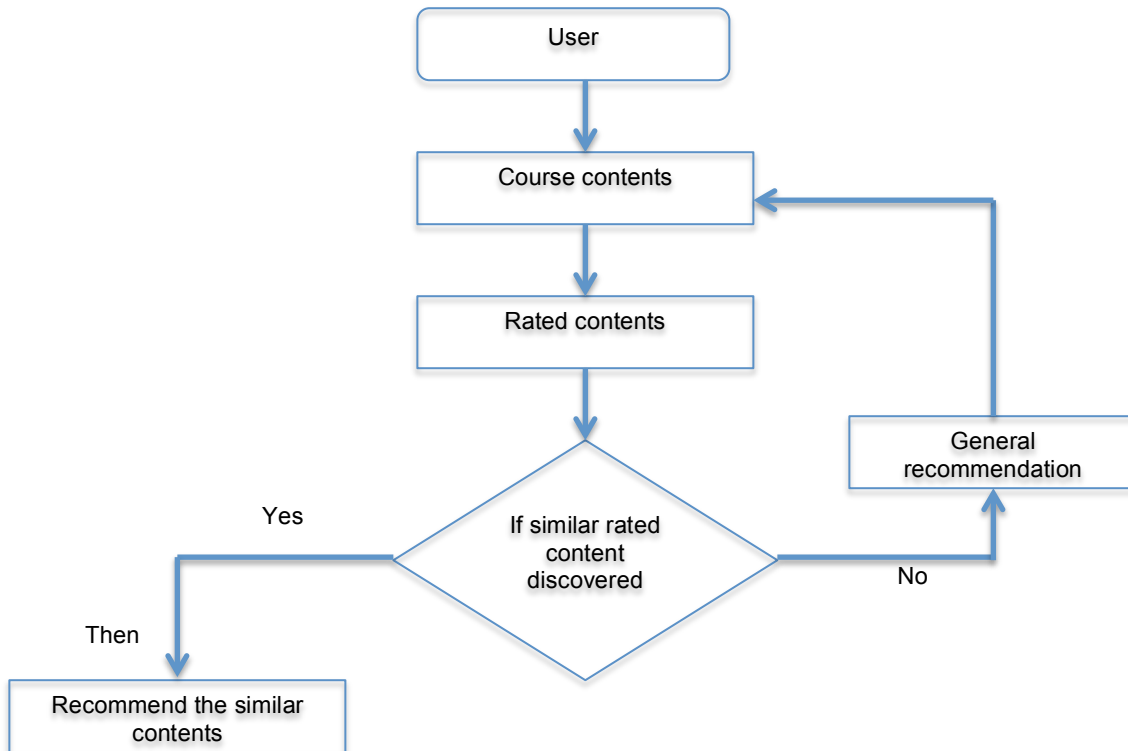 User
Course contents
Rated contents
General
recommendation
Yes
If similar rated
content
discovered
No
Then
Recommend the similar
contents